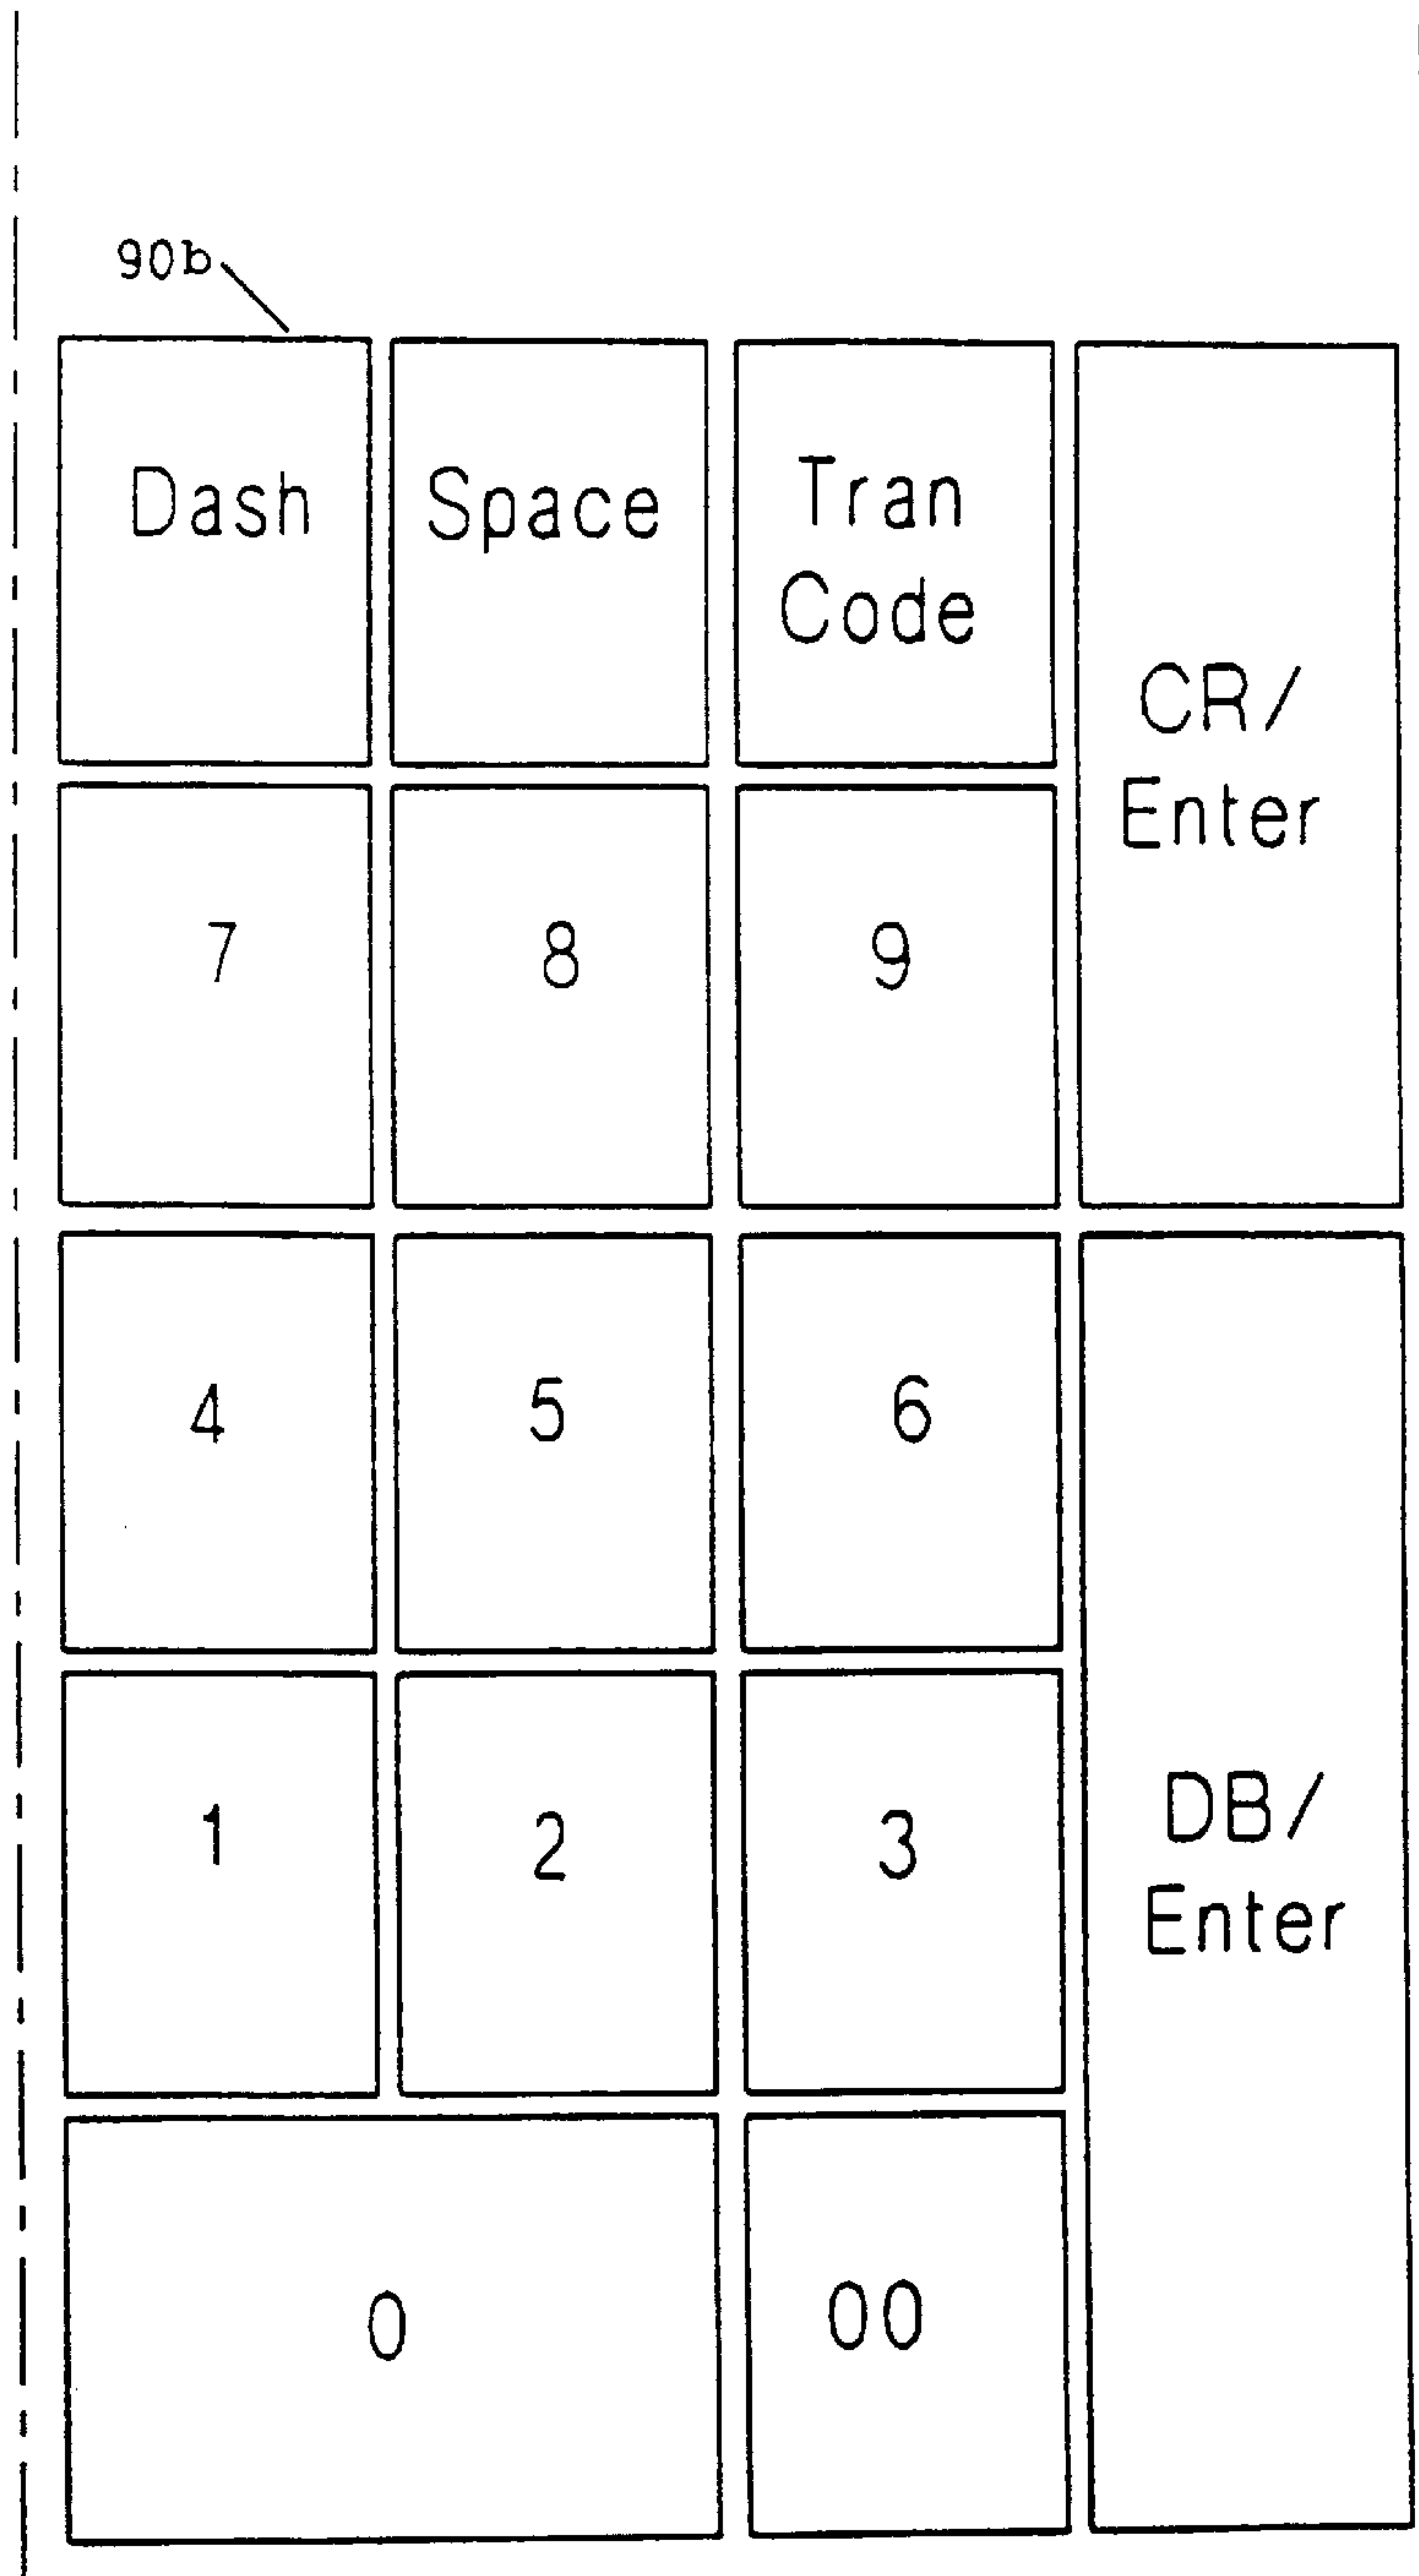 90b
Dash
Space
Tran
Code
CR/
Enter
7
8
9
4
5
6
DB/
Enter
1
2
3
0
00